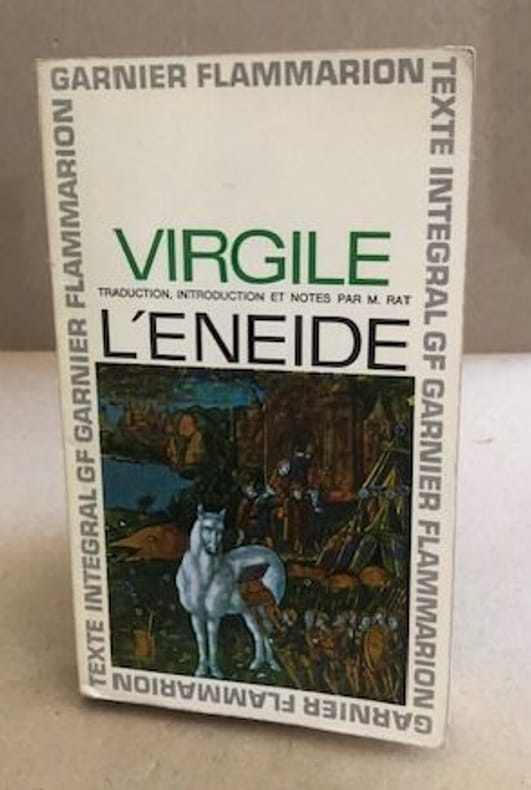 GARNIER FLAMMARION
TEXTE INTEGRAL GF GARNIER FLAMMARION
VIRGILE
TRADUCTION, INTRODUCTION ET NOTES PAR M. RAT
L'ENEIDE
TEXTE INTEGRAL GF GARNIER FLAMMARION
GARNIER FLAMMARION